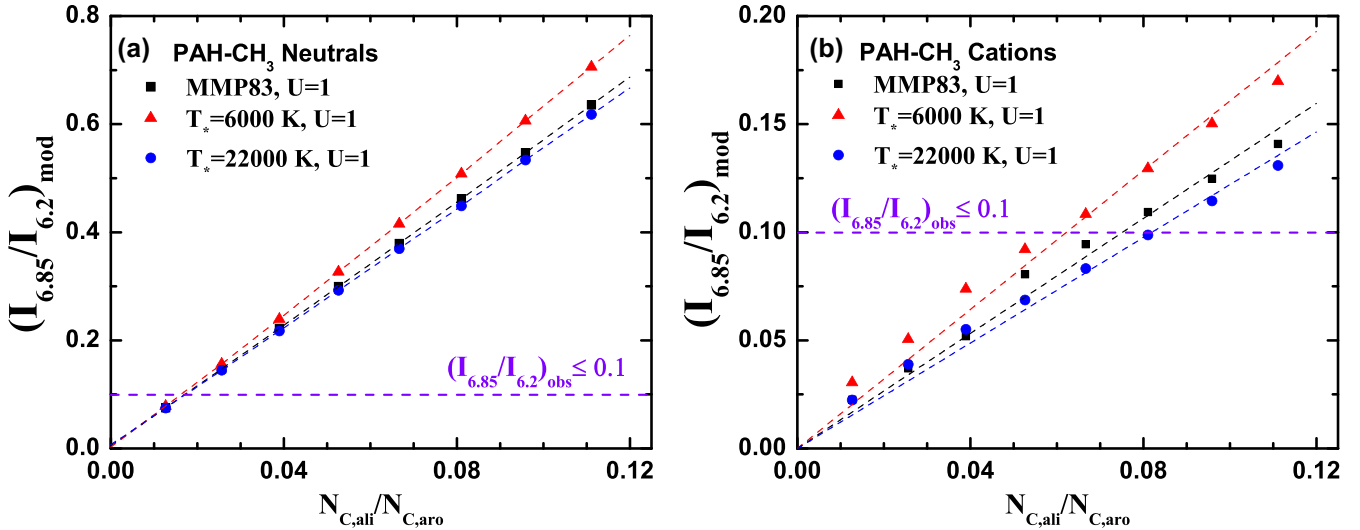 (a) PAH-CH3 Neutrals
MMP83, U=1
T*=6000 K, U=1
T*=22000 K, U=1
(I6.85/I6.2)obs ≤ 0.1
(I6.85/I6.2)mod
0.8
0.6
0.4
0.2
0.0
0.00 0.04 0.08 0.12
NC,ali/NC,aro
(b) PAH-CH3 Cations
MMP83, U=1
T*=6000 K, U=1
T*=22000 K, U=1
(I6.85/I6.2)obs ≤ 0.1
(I6.85/I6.2)mod
0.20
0.15
0.10
0.05
0.00
0.00 0.04 0.08 0.12
NC,ali/NC,aro